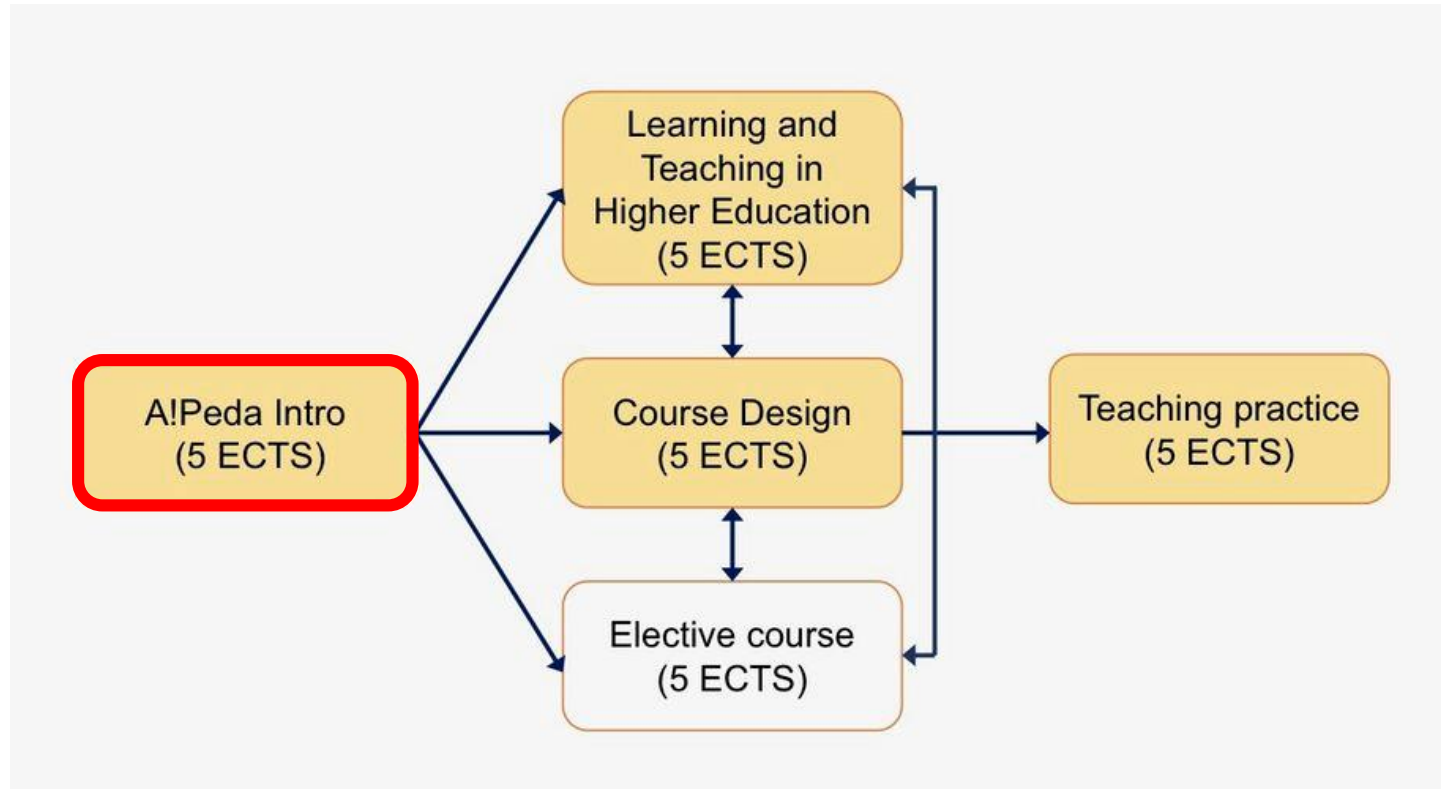 Learning and
Teaching in
Higher Education
(5 ECTS)
A!Peda Intro
(5 ECTS)
Course Design
(5 ECTS)
Teaching practice
(5 ECTS)
Elective course
(5 ECTS)